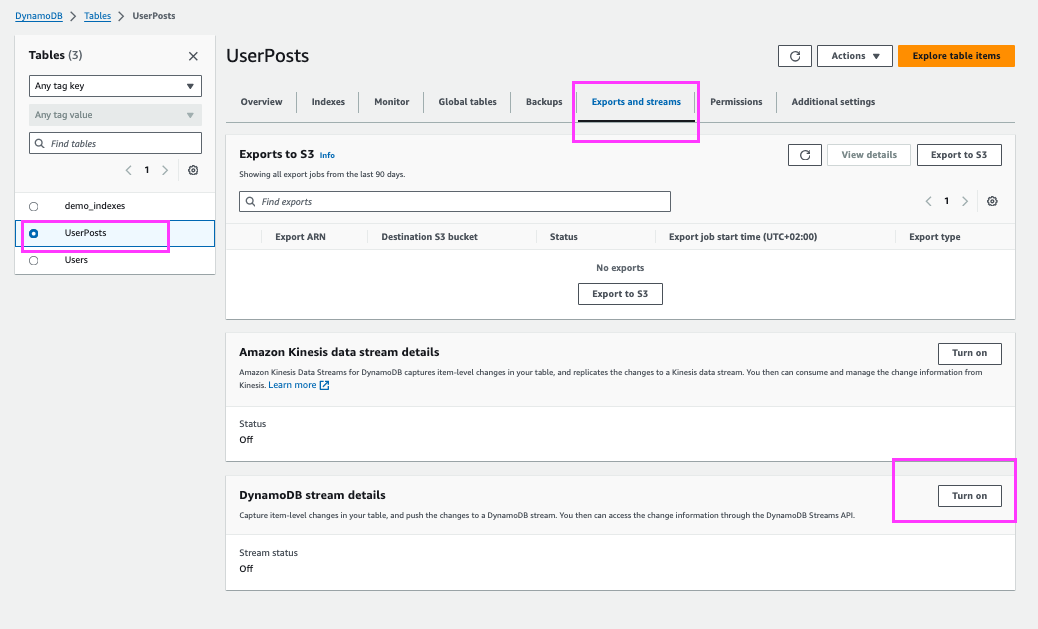 DynamoDB > Tables > UserPosts
Tables (3)
Any tag key
Any tag value
Find tables
1
demo_indexes
UserPosts
Users
UserPosts
Actions
Explore table items
Overview
Indexes
Monitor
Global tables
Backups
Exports and streams
Permissions
Additional settings
Exports to S3 Info
View details
Export to S3
Showing all export jobs from the last 90 days.
Find exports
1
Export ARN
Destination S3 bucket
Status
Export job start time (UTC+02:00)
Export type
No exports
Export to S3
Amazon Kinesis data stream details
Turn on
Amazon Kinesis Data Streams for DynamoDB captures item-level changes in your table, and replicates the changes to a Kinesis data stream. You then can consume and manage the change information from
Kinesis. Learn more
Status
Off
DynamoDB stream details
Turn on
Capture item-level changes in your table, and push the changes to a DynamoDB stream. You then can access the change information through the DynamoDB Streams API.
Stream status
Off